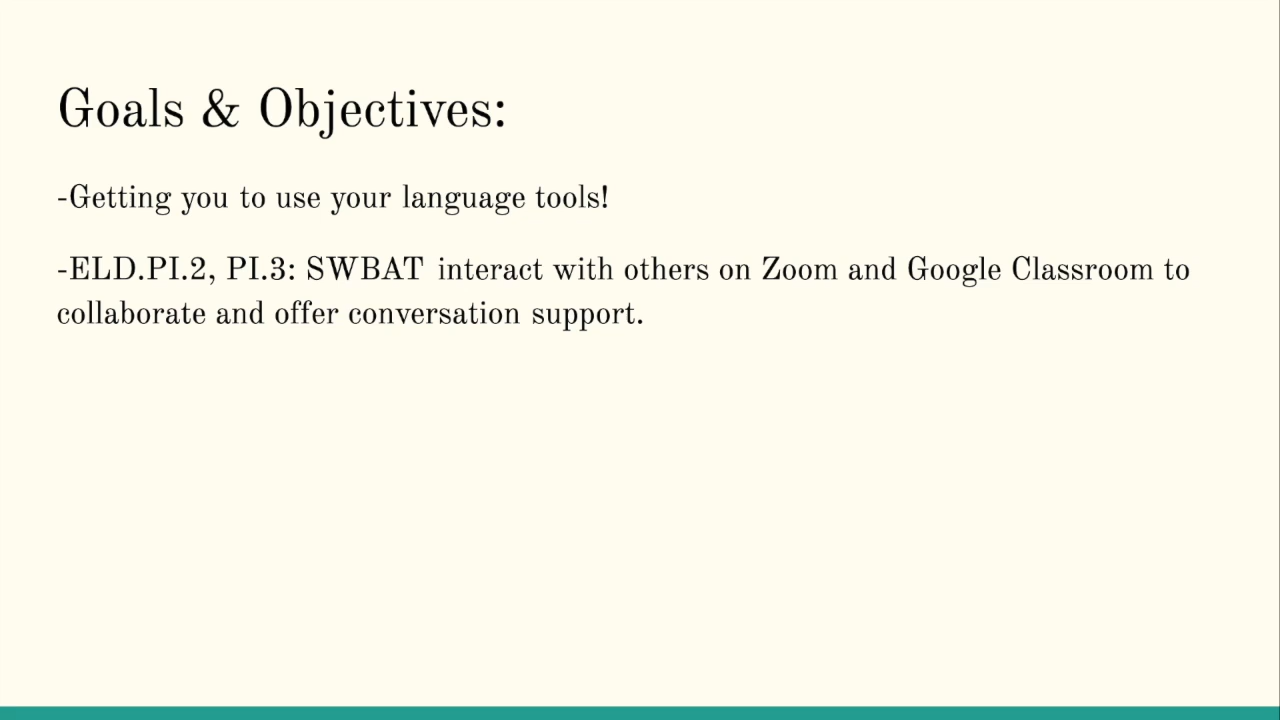 Goals & Objectives:
-Getting you to use your language tools!
-ELD.PI.2, PI.3: SWBAT interact with others on Zoom and Google Classroom to
collaborate and offer conversation support.